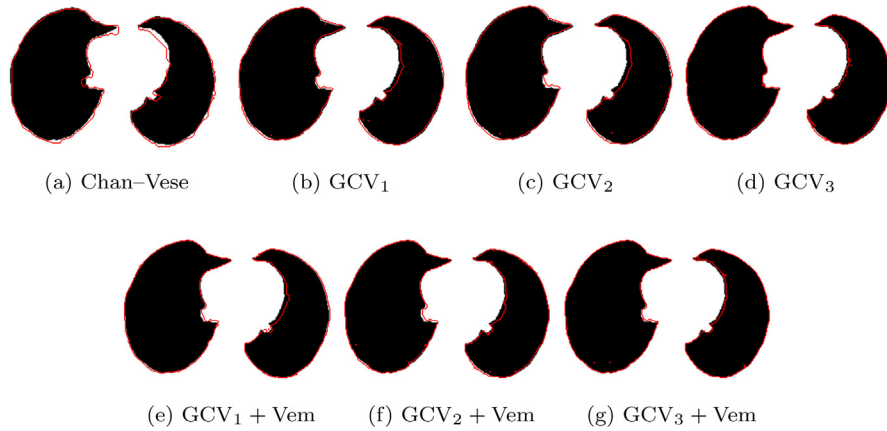 (a) Chan–Vese (b) GCV₁ (c) GCV₂ (d) GCV₃
(e) GCV₁ + Vem (f) GCV₂ + Vem (g) GCV₃ + Vem